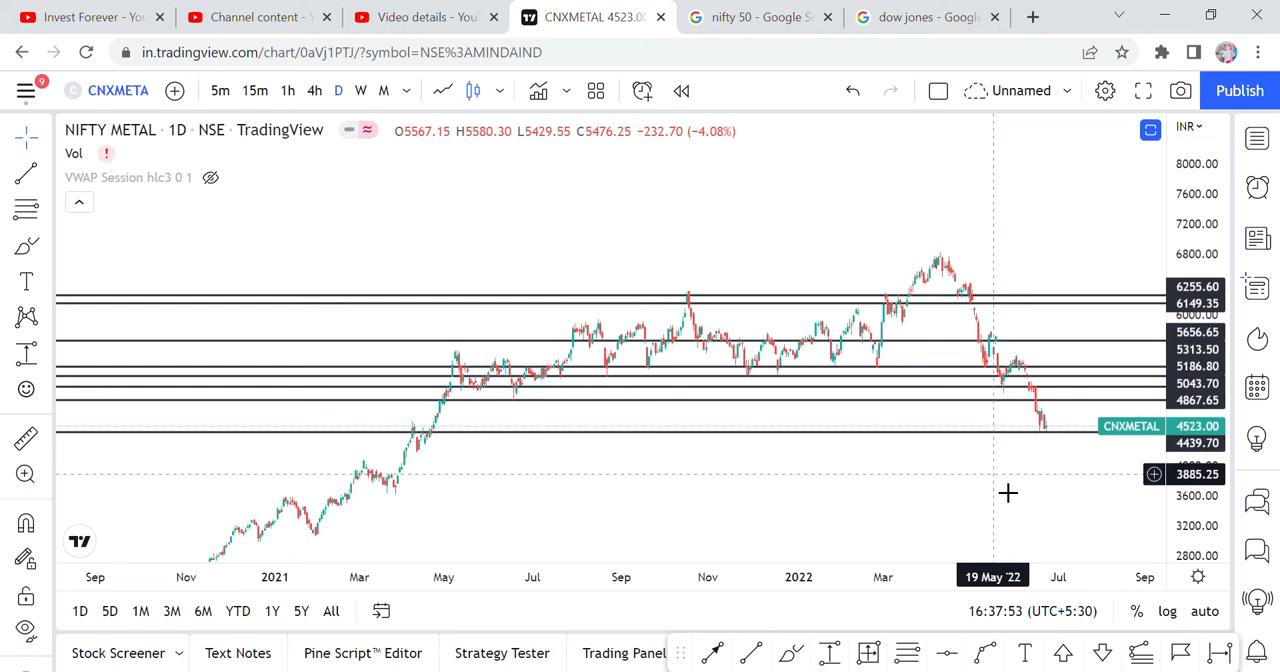 Invest Forever - Yo
Channel content -
Video details - You
CNXMETAL 4523.00
nifty 50 - Google S
dow jones - Google
in.tradingview.com/chart/0aVj1PTJ/?symbol=NSE%3AMINDAIND
9
C CNXMETA
5m 15m 1h 4h D W M
Unnamed
Publish
NIFTY METAL · 1D · NSE · TradingView
O5567.15 H5580.30 L5429.55 C5476.25 −232.70 (−4.08%)
INR
Vol
VWAP Session hlc3 0 1
8000.00
7600.00
7200.00
6800.00
6255.60
6149.35
6000.00
5656.65
5313.50
5186.80
5043.70
4867.65
CNXMETAL 4523.00
4439.70
3885.25
3600.00
3200.00
2800.00
Sep Nov 2021 Mar May Jul Sep Nov 2022 Mar 19 May '22 Jul Sep
1D 5D 1M 3M 6M YTD 1Y 5Y All
16:37:53 (UTC+5:30)
% log auto
Stock Screener Text Notes Pine Script™ Editor Strategy Tester Trading Panel